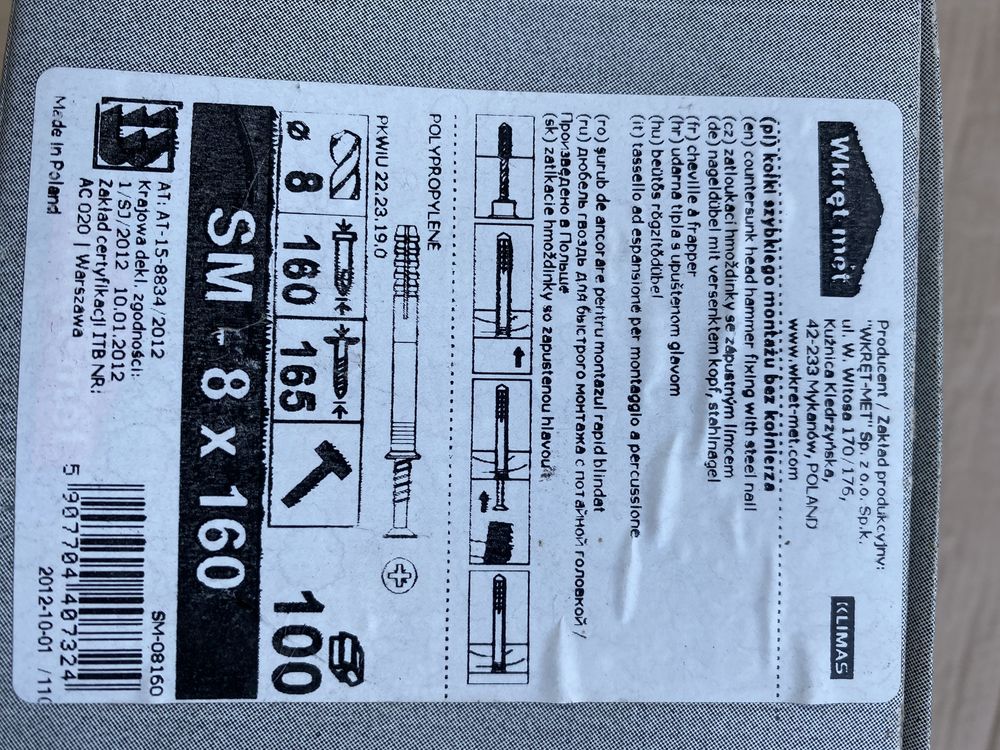 Wkręt met
Producent / Zakład produkcyjny:
"WKRĘT-MET" Sp. z o.o. Sp.k.
ul. W. Witosa 170/176,
Kuźnica Kiedrzyńska,
42-233 Mykanów, POLAND
www.wkret-met.com
KLIMAS
(pl) kołki szybkiego montażu bez kołnierza
(en) countersunk head hammer fixing with steel nail
(cz) zatloukací hmoždinky se zápustným límcem
(de) nageldübel mit versenktem kopf, stahlnagel
(fr) cheville à frapper
(hr) udarna tipla s upuštenom glavom
(hu) beütős rögzítődübel
(it) tassello ad espansione per montaggio a percussione
(ro) şurub de ancorare pentru montazul rapid blindat
(ru) дюбель гвоздь для быстрого монтажа с потайной головкой /
Произведено в Польше
(sk) zatĺkacie hmoždinky so zapustenou hlavou
POLYPROPYLENE
PKWiU 22.23.19.0
ø 8
160
165
100
SM - 8 x 160
AT: AT-15-8834/2012
Krajowa dekl. zgodności:
1/SJ/2012 10.01.2012
Zakład certyfikacji ITB NR:
AC 020 | Warszawa
Made in Poland
SM-08160
5 907704 407324
2012-10-01